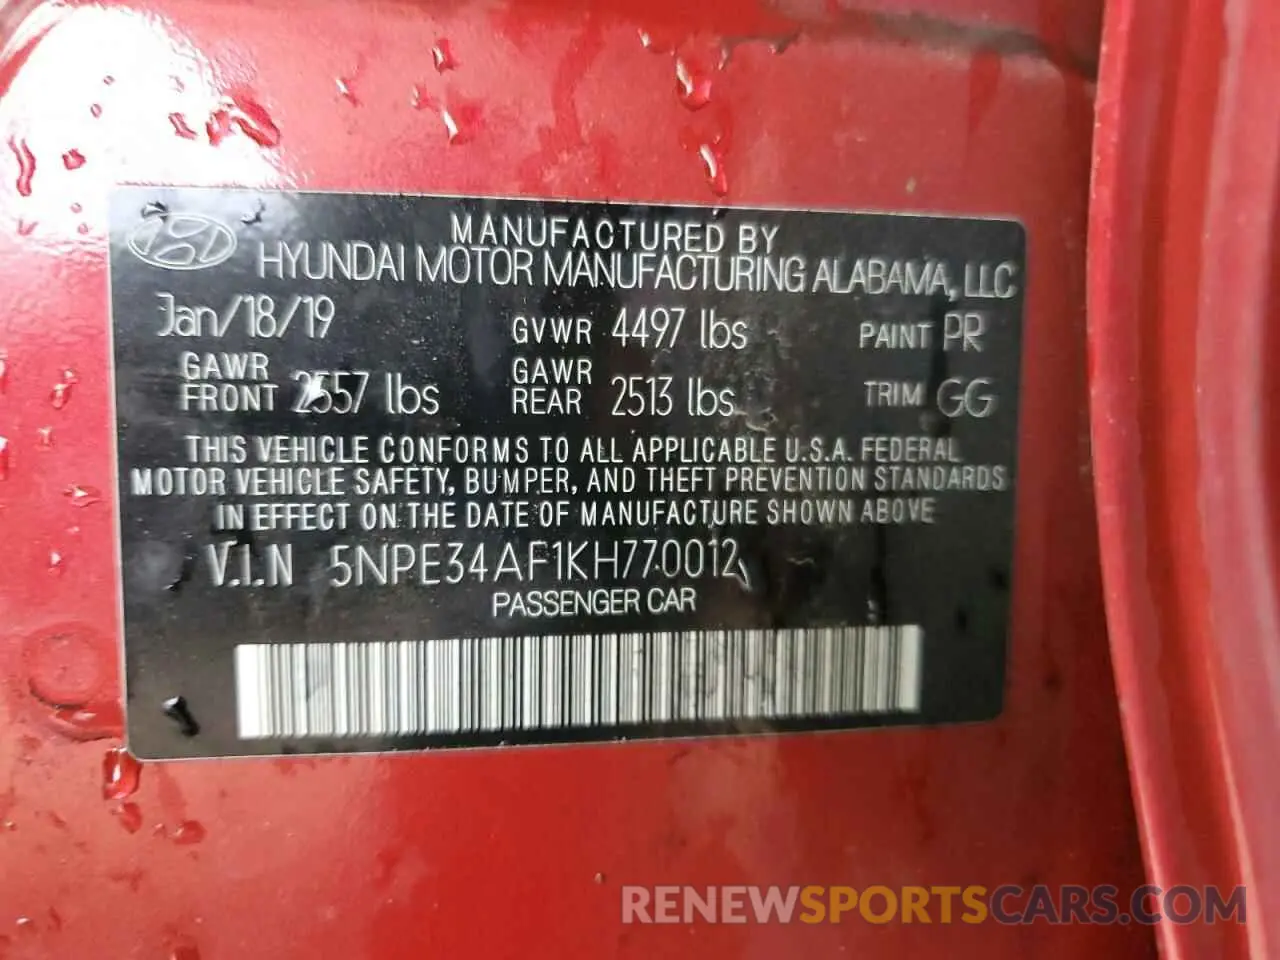 MANUFACTURED BY
HYUNDAI MOTOR MANUFACTURING ALABAMA, LLC
Jan/18/19 GVWR 4497 lbs PAINT PR
GAWR FRONT 2557 lbs GAWR REAR 2513 lbs TRIM GG
THIS VEHICLE CONFORMS TO ALL APPLICABLE U.S.A. FEDERAL
MOTOR VEHICLE SAFETY, BUMPER, AND THEFT PREVENTION STANDARDS
IN EFFECT ON THE DATE OF MANUFACTURE SHOWN ABOVE
V.I.N 5NPE34AF1KH770012
PASSENGER CAR
RENEWSPORTSCARS.COM